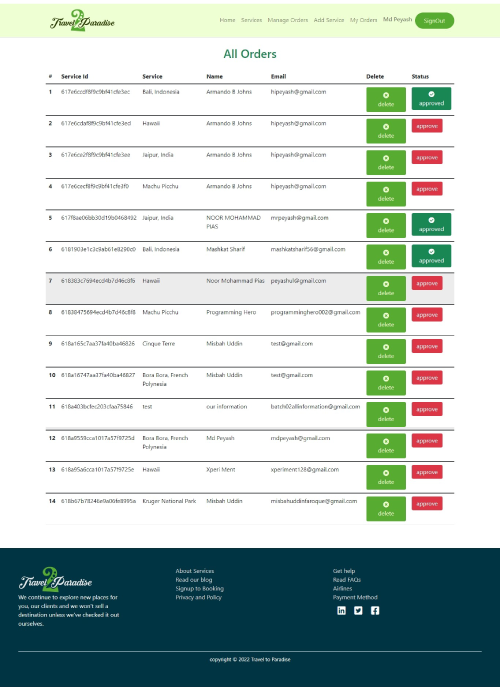 Travel 2 Paradise
Home Services Manage Orders Add Service My Orders Md Peyash SignOut
All Orders
# Service Id Service Name Email Delete Status
1 617e6ccdf8f9c9bf41cfe3ec Bali, Indonesia Armando B Johns hipeyash@gmail.com delete approved
2 617e6cdaf8f9c9bf41cfe3ed Hawaii Armando B Johns hipeyash@gmail.com delete approve
3 617e6ce2f8f9c9bf41cfe3ee Jaipur, India Armando B Johns hipeyash@gmail.com delete approve
4 617e6cecf8f9c9bf41cfe3f0 Machu Picchu Armando B Johns hipeyash@gmail.com delete approve
5 617f8ae06bb30d19b0468492 Jaipur, India NOOR MOHAMMAD mrpeyash@gmail.com delete approved
PIAS
6 6181903e1c3c9ab61e8290c0 Bali, Indonesia Mashkat Sharif mashkatsharif56@gmail.com delete approved
7 618383c7694ecd4b7d46c8f6 Hawaii Noor Mohammad Pias peyashul@gmail.com delete approve
8 61830475694ecd4b7d46c8f8 Machu Picchu Programming Hero programminghero002@gmail.com delete approve
9 618a165c7aa37fa40ba46826 Cinque Terre Misbah Uddin test@gmail.com delete approve
10 618a16747aa37fa40ba46827 Bora Bora, French Misbah Uddin test@gmail.com delete approve
Polynesia
11 618a403bcfec203cfaa75846 test our information batch02allinformation@gmail.com delete approve
12 618a9559cca1017a57f9725d Bora Bora, French Md Peyash mdpeyash@gmail.com delete approve
Polynesia
13 618a95a6cca1017a57f9725e Hawaii Xperi Ment xperiment128@gmail.com delete approve
14 618b67b78246e9a06fe8995a Kruger National Park Misbah Uddin misbahuddinfaroque@gmail.com delete approve
Travel 2 Paradise
We continue to explore new places for
you, our clients and we won't sell a
destination unless we've checked it out
ourselves.
About Services
Read our blog
Signup to Booking
Privacy and Policy
Get help
Read FAQs
Airlines
Payment Method
copyright © 2022 Travel to Paradise